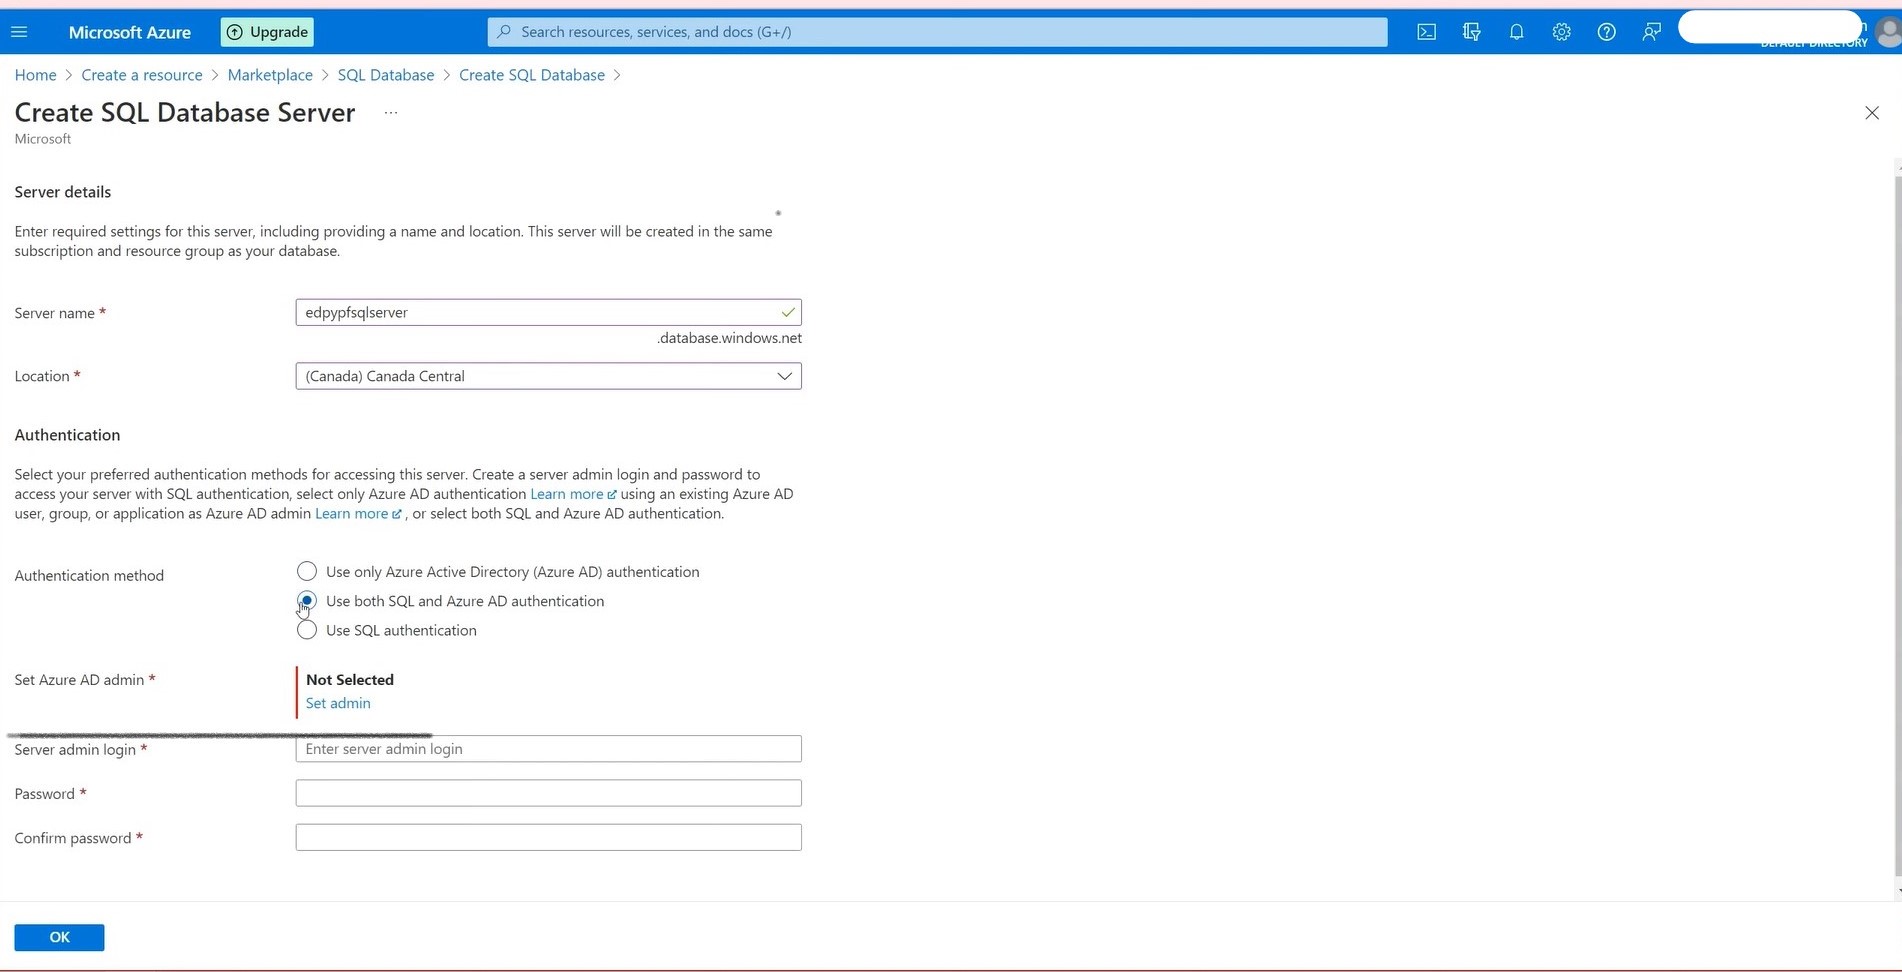 Microsoft Azure
Upgrade
Search resources, services, and docs (G+/)
DEFAULT DIRECTORY
Home > Create a resource > Marketplace > SQL Database > Create SQL Database >
Create SQL Database Server ...
Microsoft
Server details
Enter required settings for this server, including providing a name and location. This server will be created in the same
subscription and resource group as your database.
Server name *
edpypfsqlserver
.database.windows.net
Location *
(Canada) Canada Central
Authentication
Select your preferred authentication methods for accessing this server. Create a server admin login and password to
access your server with SQL authentication, select only Azure AD authentication Learn more using an existing Azure AD
user, group, or application as Azure AD admin Learn more , or select both SQL and Azure AD authentication.
Authentication method
Use only Azure Active Directory (Azure AD) authentication
Use both SQL and Azure AD authentication
Use SQL authentication
Set Azure AD admin *
Not Selected
Set admin
Server admin login *
Enter server admin login
Password *
Confirm password *
OK